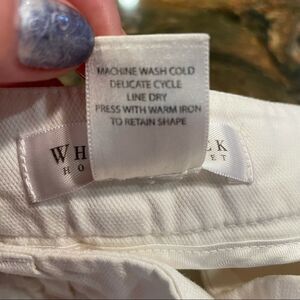 MACHINE WASH COLD
DELICATE CYCLE
LINE DRY
PRESS WITH WARM IRON
TO RETAIN SHAPE